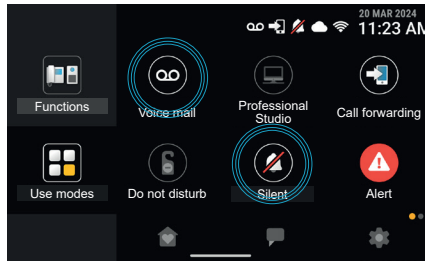 20 MAR 2024
11:23 AM
Functions
Voice mail
Professional
Studio
Call forwarding
Use modes
Do not disturb
Silent
Alert